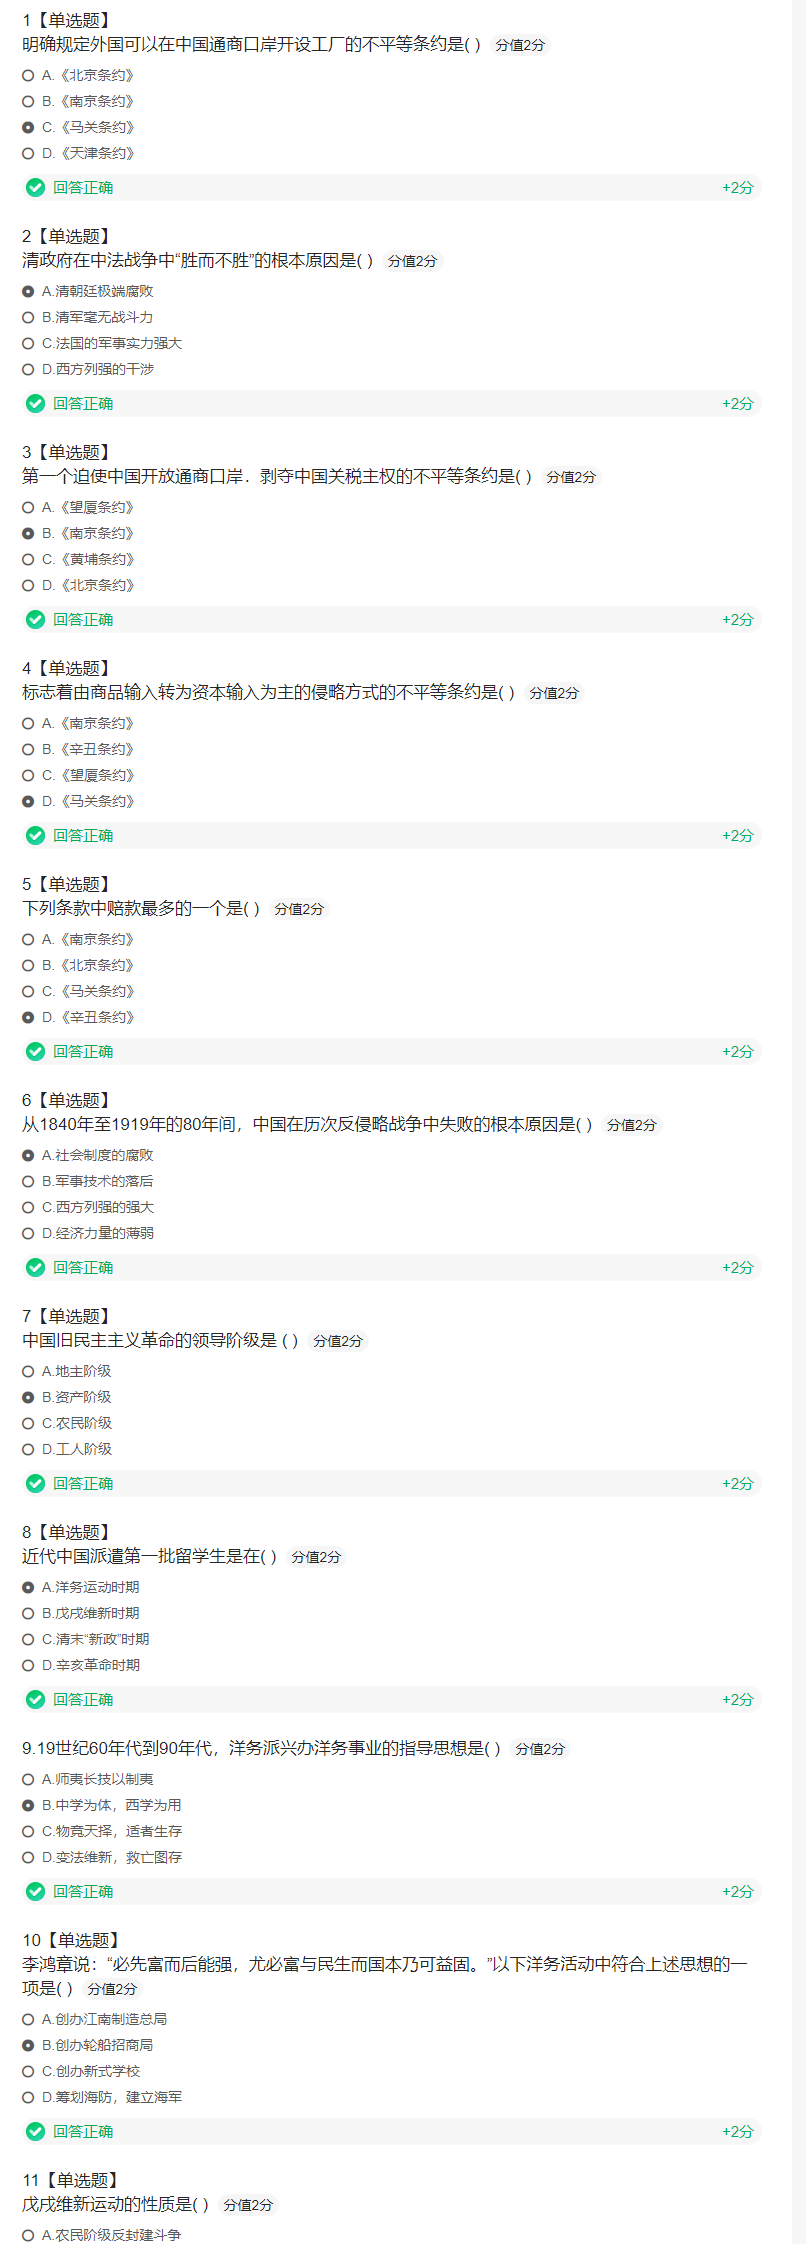 1【单选题】
明确规定外国可以在中国通商口岸开设工厂的不平等条约是( ) 分值2分
A.《北京条约》
B.《南京条约》
C.《马关条约》
D.《天津条约》
回答正确 +2分
2【单选题】
清政府在中法战争中“胜而不胜”的根本原因是( ) 分值2分
A.清朝廷极端腐败
B.清军毫无战斗力
C.法国的军事实力强大
D.西方列强的干涉
回答正确 +2分
3【单选题】
第一个迫使中国开放通商口岸．剥夺中国关税主权的不平等条约是( ) 分值2分
A.《望厦条约》
B.《南京条约》
C.《黄埔条约》
D.《北京条约》
回答正确 +2分
4【单选题】
标志着由商品输入转为资本输入为主的侵略方式的不平等条约是( ) 分值2分
A.《南京条约》
B.《辛丑条约》
C.《望厦条约》
D.《马关条约》
回答正确 +2分
5【单选题】
下列条款中赔款最多的一个是( ) 分值2分
A.《南京条约》
B.《北京条约》
C.《马关条约》
D.《辛丑条约》
回答正确 +2分
6【单选题】
从1840年至1919年的80年间，中国在历次反侵略战争中失败的根本原因是( ) 分值2分
A.社会制度的腐败
B.军事技术的落后
C.西方列强的强大
D.经济力量的薄弱
回答正确 +2分
7【单选题】
中国旧民主主义革命的领导阶级是 ( ) 分值2分
A.地主阶级
B.资产阶级
C.农民阶级
D.工人阶级
回答正确 +2分
8【单选题】
近代中国派遣第一批留学生是在( ) 分值2分
A.洋务运动时期
B.戊戌维新时期
C.清末“新政”时期
D.辛亥革命时期
回答正确 +2分
9.19世纪60年代到90年代，洋务派兴办洋务事业的指导思想是( ) 分值2分
A.师夷长技以制夷
B.中学为体，西学为用
C.物竞天择，适者生存
D.变法维新，救亡图存
回答正确 +2分
10【单选题】
李鸿章说：“必先富而后能强，尤必富与民生而国本乃可益固。”以下洋务活动中符合上述思想的一
项是( ) 分值2分
A.创办江南制造总局
B.创办轮船招商局
C.创办新式学校
D.筹划海防，建立海军
回答正确 +2分
11【单选题】
戊戌维新运动的性质是( ) 分值2分
A.农民阶级反封建斗争